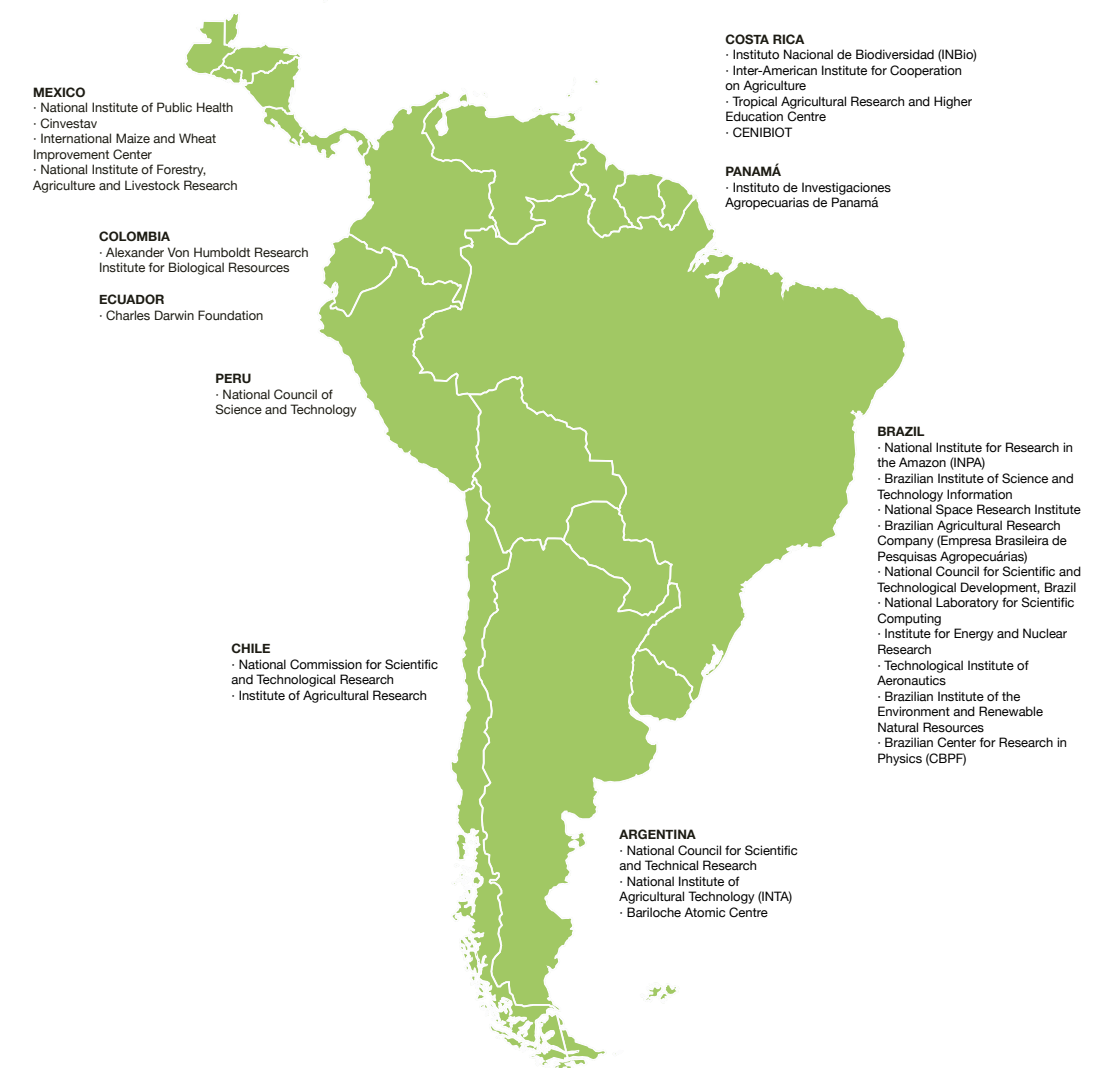 MEXICO
· National Institute of Public Health
· Cinvestav
· International Maize and Wheat
Improvement Center
· National Institute of Forestry,
Agriculture and Livestock Research
COLOMBIA
· Alexander Von Humboldt Research
Institute for Biological Resources
ECUADOR
· Charles Darwin Foundation
PERU
· National Council of
Science and Technology
CHILE
· National Commission for Scientific
and Technological Research
· Institute of Agricultural Research
COSTA RICA
· Instituto Nacional de Biodiversidad (INBio)
· Inter-American Institute for Cooperation
on Agriculture
· Tropical Agricultural Research and Higher
Education Centre
· CENIBIOT
PANAMÁ
· Instituto de Investigaciones
Agropecuarias de Panamá
BRAZIL
· National Institute for Research in
the Amazon (INPA)
· Brazilian Institute of Science and
Technology Information
· National Space Research Institute
· Brazilian Agricultural Research
Company (Empresa Brasileira de
Pesquisas Agropecuárias)
· National Council for Scientific and
Technological Development, Brazil
· National Laboratory for Scientific
Computing
· Institute for Energy and Nuclear
Research
· Technological Institute of
Aeronautics
· Brazilian Institute of the
Environment and Renewable
Natural Resources
· Brazilian Center for Research in
Physics (CBPF)
ARGENTINA
· National Council for Scientific
and Technical Research
· National Institute of
Agricultural Technology (INTA)
· Bariloche Atomic Centre